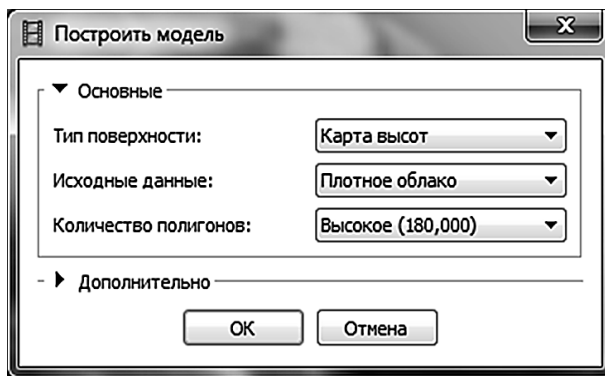 Построить модель
Основные
Тип поверхности: Карта высот
Исходные данные: Плотное облако
Количество полигонов: Высокое (180,000)
Дополнительно
OK Отмена